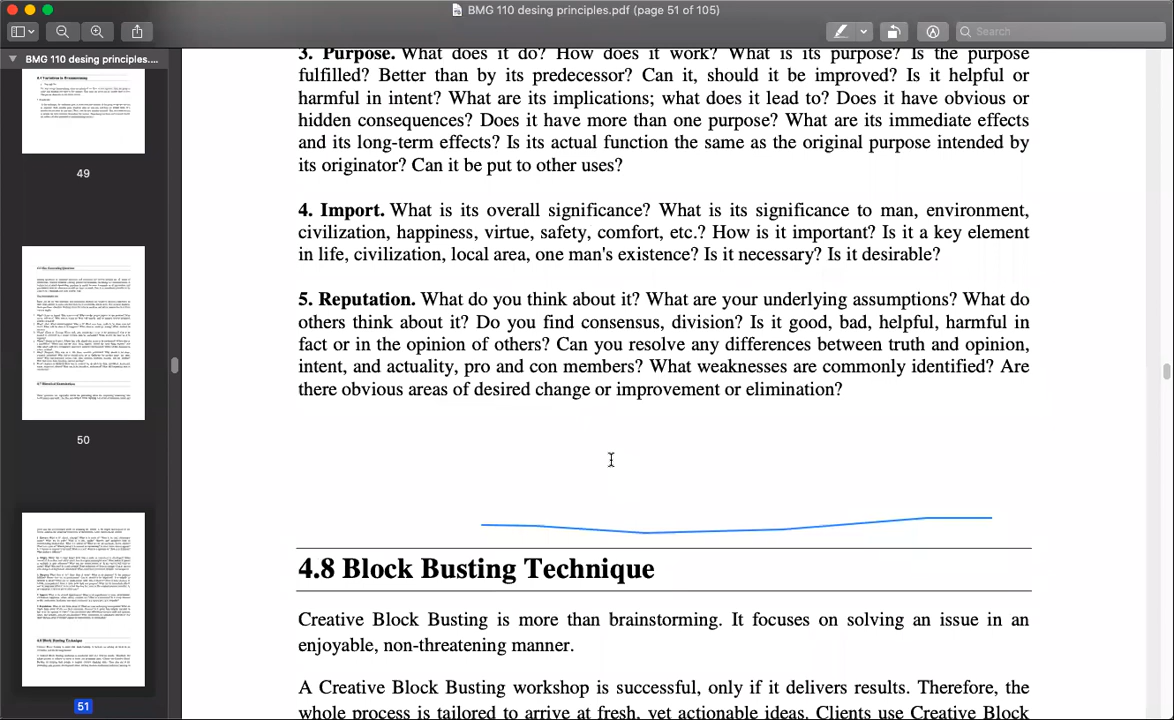 BMG 110 desing principles.pdf (page 51 of 105)
Search
BMG 110 desing principles....
49
50
51
3. Purpose. What does it do? How does it work? What is its purpose? Is the purpose
fulfilled? Better than by its predecessor? Can it, should it be improved? Is it helpful or
harmful in intent? What are its implications; what does it lead to? Does it have obvious or
hidden consequences? Does it have more than one purpose? What are its immediate effects
and its long-term effects? Is its actual function the same as the original purpose intended by
its originator? Can it be put to other uses?
4. Import. What is its overall significance? What is its significance to man, environment,
civilization, happiness, virtue, safety, comfort, etc.? How is it important? Is it a key element
in life, civilization, local area, one man's existence? Is it necessary? Is it desirable?
5. Reputation. What do you think about it? What are your underlying assumptions? What do
others think about it? Do you find consensus, division? Is it good, bad, helpful, harmful in
fact or in the opinion of others? Can you resolve any differences between truth and opinion,
intent, and actuality, pro and con members? What weaknesses are commonly identified? Are
there obvious areas of desired change or improvement or elimination?
4.8 Block Busting Technique
Creative Block Busting is more than brainstorming. It focuses on solving an issue in an
enjoyable, non-threatening manner.
A Creative Block Busting workshop is successful, only if it delivers results. Therefore, the
whole process is tailored to arrive at fresh, yet actionable ideas. Clients use Creative Block